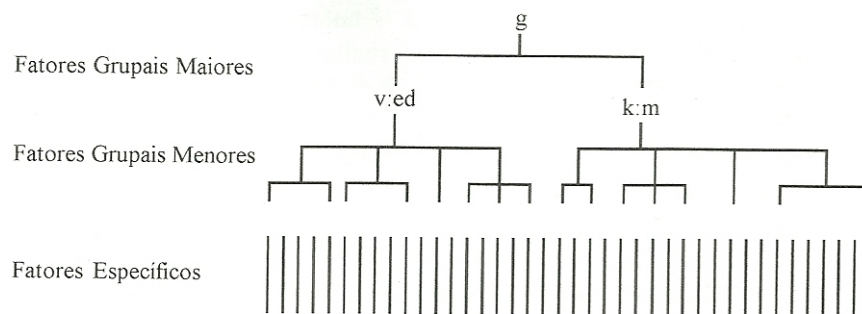 g
Fatores Grupais Maiores
v:ed
k:m
Fatores Grupais Menores
Fatores Específicos